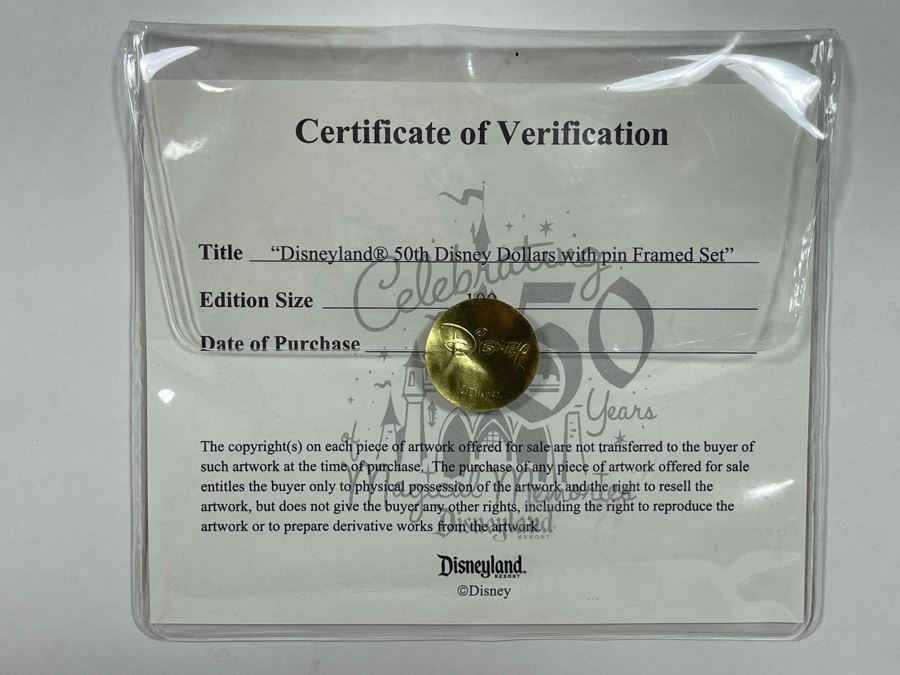 Certificate of Verification
Title “Disneyland® 50th Disney Dollars with pin Framed Set”
Edition Size
Date of Purchase
Celebrating
50
Years
of
Magical Memories
Disneyland
RESORT
Disney
©Disney
The copyright(s) on each piece of artwork offered for sale are not transferred to the buyer of
such artwork at the time of purchase. The purchase of any piece of artwork offered for sale
entitles the buyer only to physical possession of the artwork and the right to resell the
artwork, but does not give the buyer any other rights, including the right to reproduce the
artwork or to prepare derivative works from the artwork.
Disneyland®
RESORT
©Disney